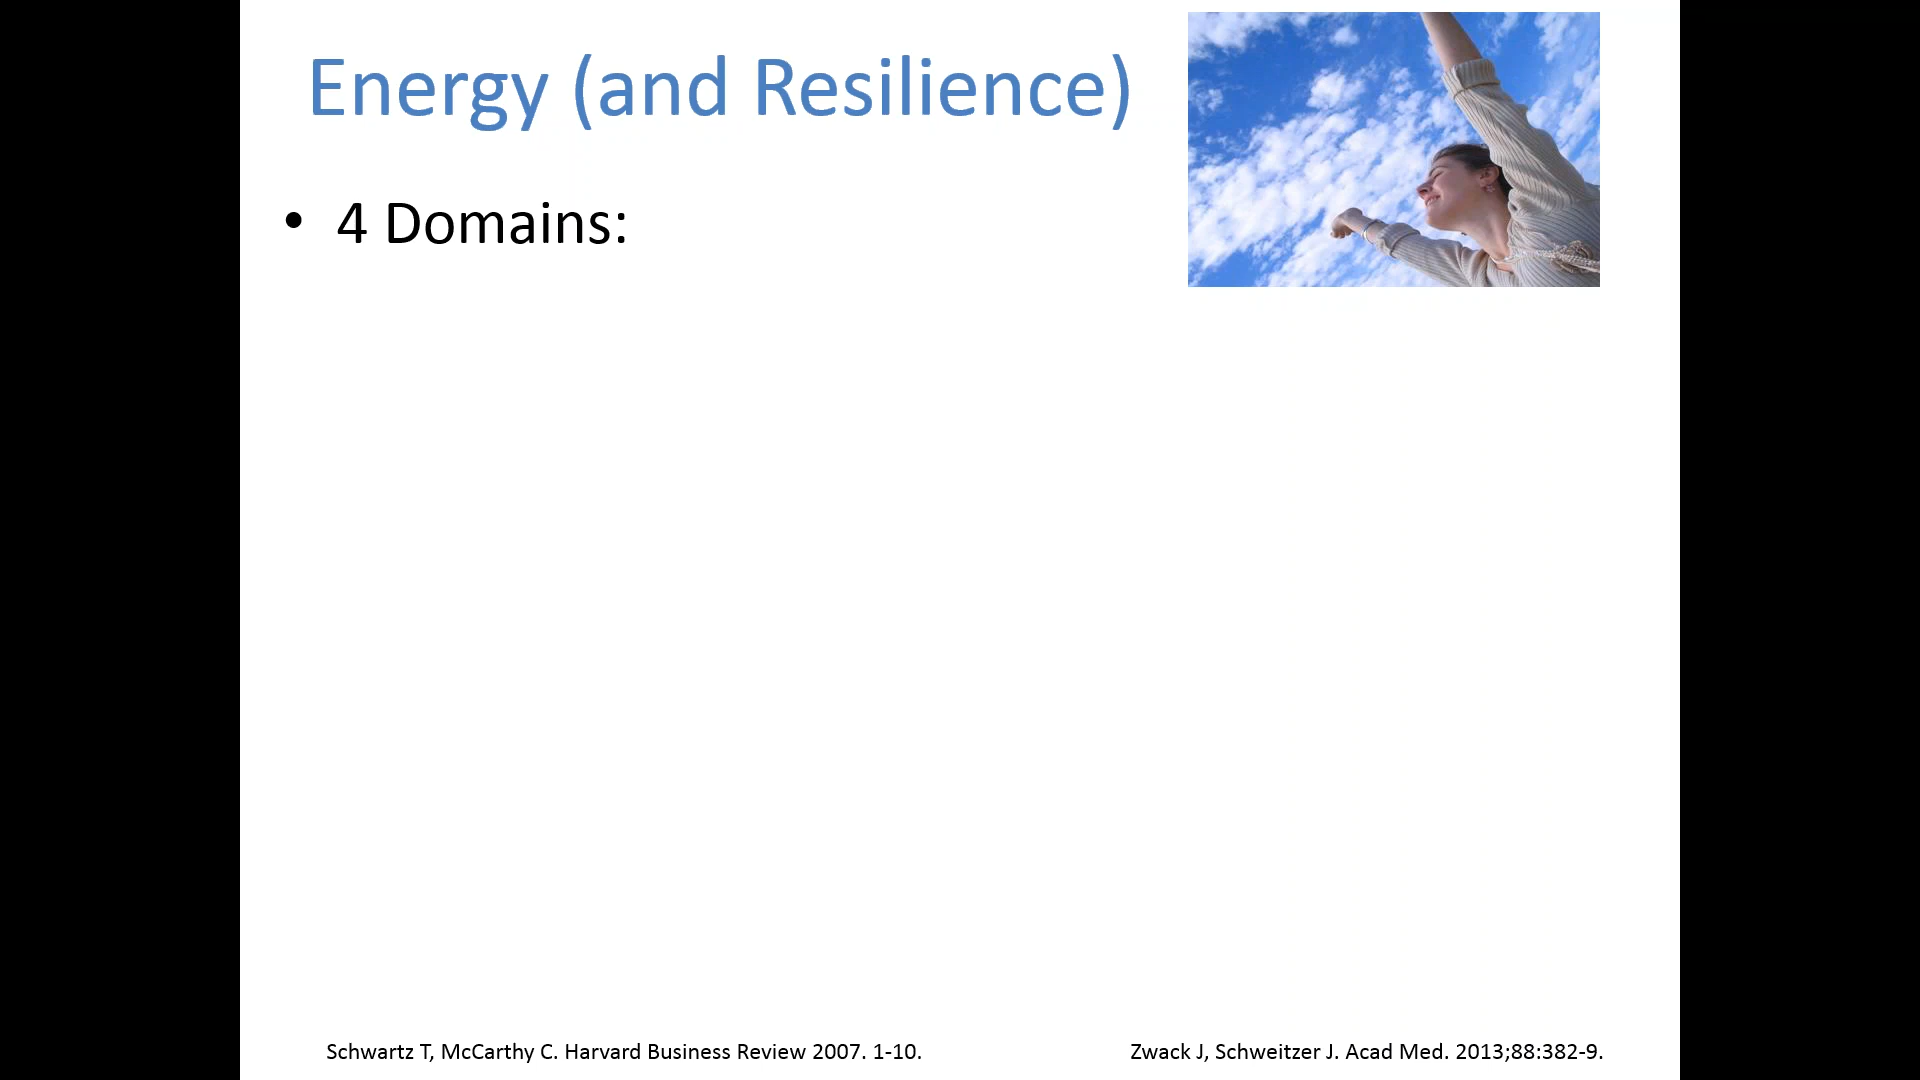 Energy (and Resilience)
• 4 Domains:
Schwartz T, McCarthy C. Harvard Business Review 2007. 1-10.
Zwack J, Schweitzer J. Acad Med. 2013;88:382-9.